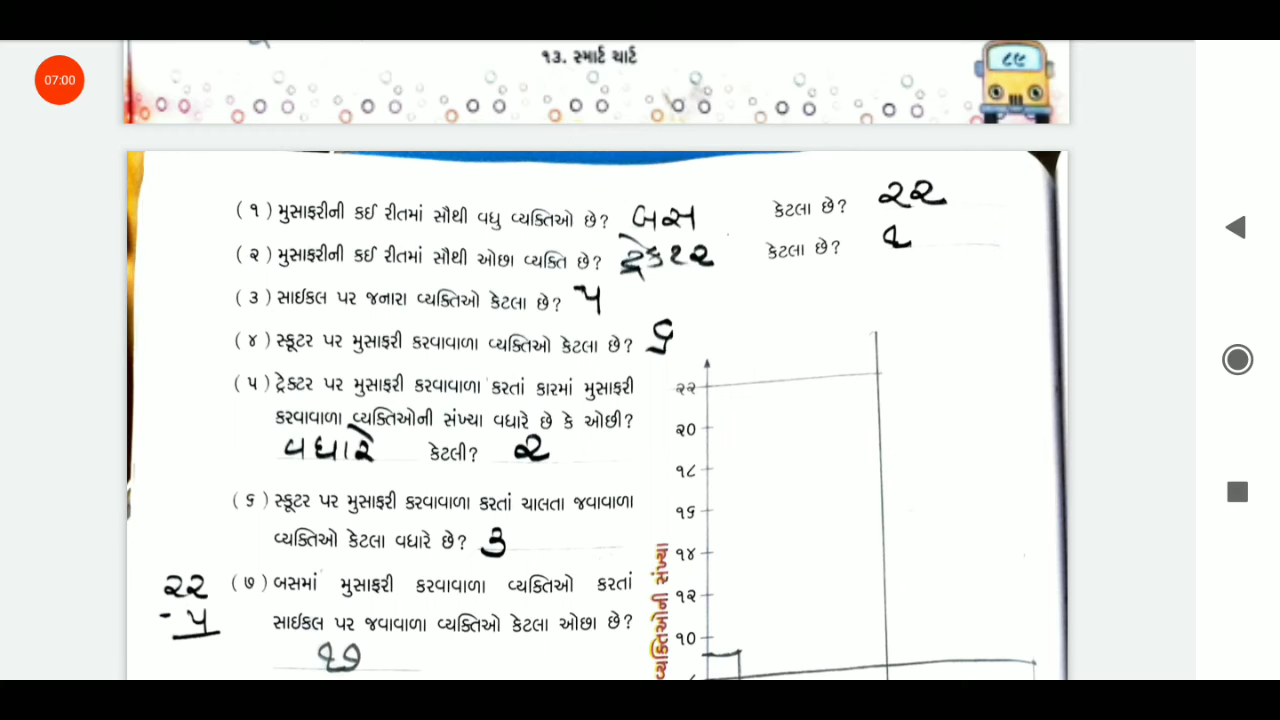 07:00
૧૩. સ્માર્ટ ચાર્ટ
૮૯
(૧) મુસાફરીની કઈ રીતમાં સૌથી વધુ વ્યક્તિઓ છે? બસ કેટલા છે? ૨૨
(૨) મુસાફરીની કઈ રીતમાં સૌથી ઓછા વ્યક્તિ છે? ટ્રેકટર કેટલા છે? ૧
(૩) સાઈકલ પર જનારા વ્યક્તિઓ કેટલા છે? ૫
(૪) સ્કૂટર પર મુસાફરી કરવાવાળા વ્યક્તિઓ કેટલા છે? ૬
(૫) ટ્રેક્ટર પર મુસાફરી કરવાવાળા કરતાં કારમાં મુસાફરી
કરવાવાળા વ્યક્તિઓની સંખ્યા વધારે છે કે ઓછી?
વધારે કેટલી? ૨
(૬) સ્કૂટર પર મુસાફરી કરવાવાળા કરતાં ચાલતા જવાવાળા
વ્યક્તિઓ કેટલા વધારે છે? ૩
(૭) બસમાં મુસાફરી કરવાવાળા વ્યક્તિઓ કરતાં
સાઈકલ પર જવાવાળા વ્યક્તિઓ કેટલા ઓછા છે?
૧૭
૨૨
- ૫
૨૨
૨૦
૧૮
૧૬
૧૪
૧૨
૧૦
વ્યક્તિઓની સંખ્યા